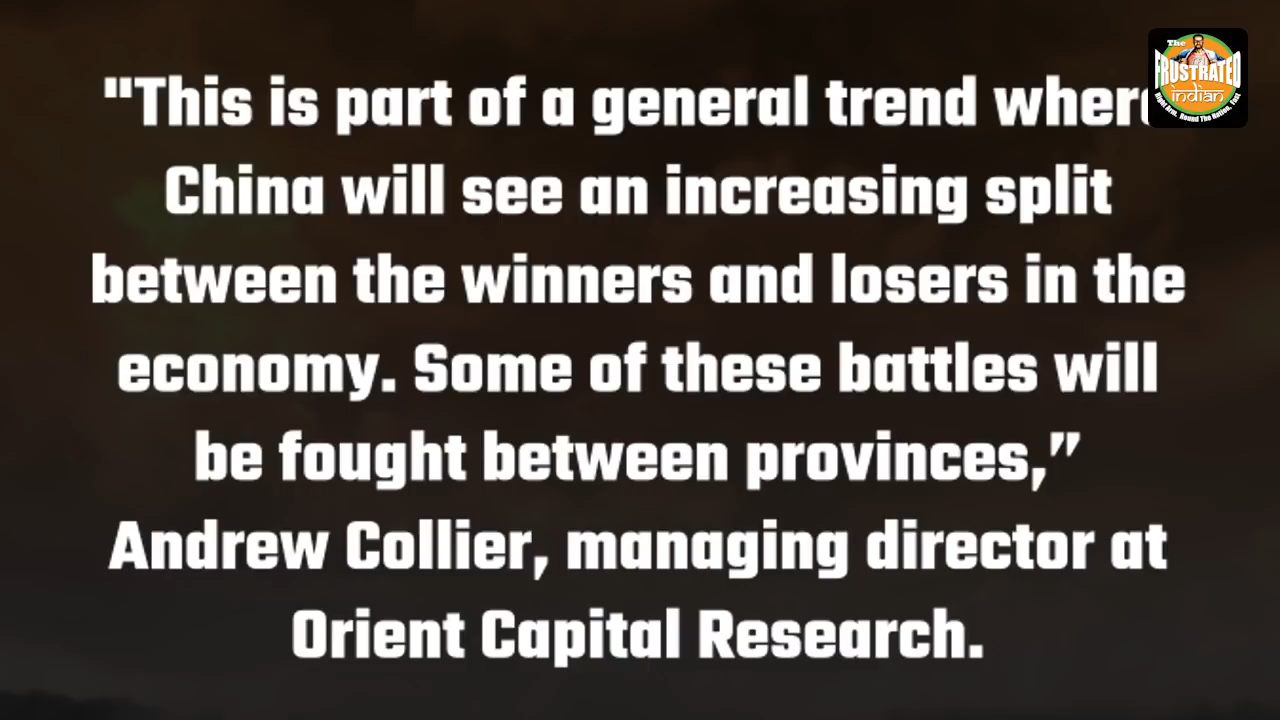 "This is part of a general trend where
China will see an increasing split
between the winners and losers in the
economy. Some of these battles will
be fought between provinces,”
Andrew Collier, managing director at
Orient Capital Research.
The
FRUSTRATED
indian